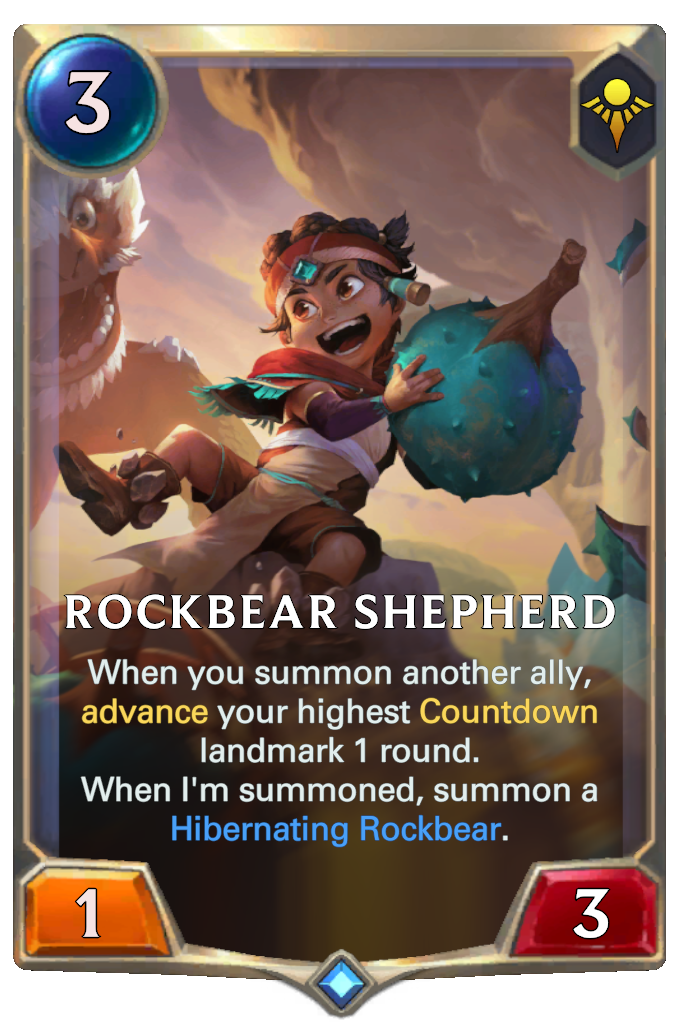 3
ROCKBEAR SHEPHERD
When you summon another ally,
advance your highest Countdown
landmark 1 round.
When I'm summoned, summon a
Hibernating Rockbear.
1
3